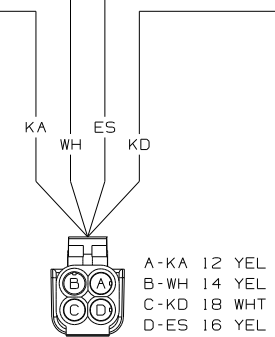 KA
ES
WH
KD
B A
C D
A-KA 12 YEL
B-WH 14 YEL
C-KD 18 WHT
D-ES 16 YEL